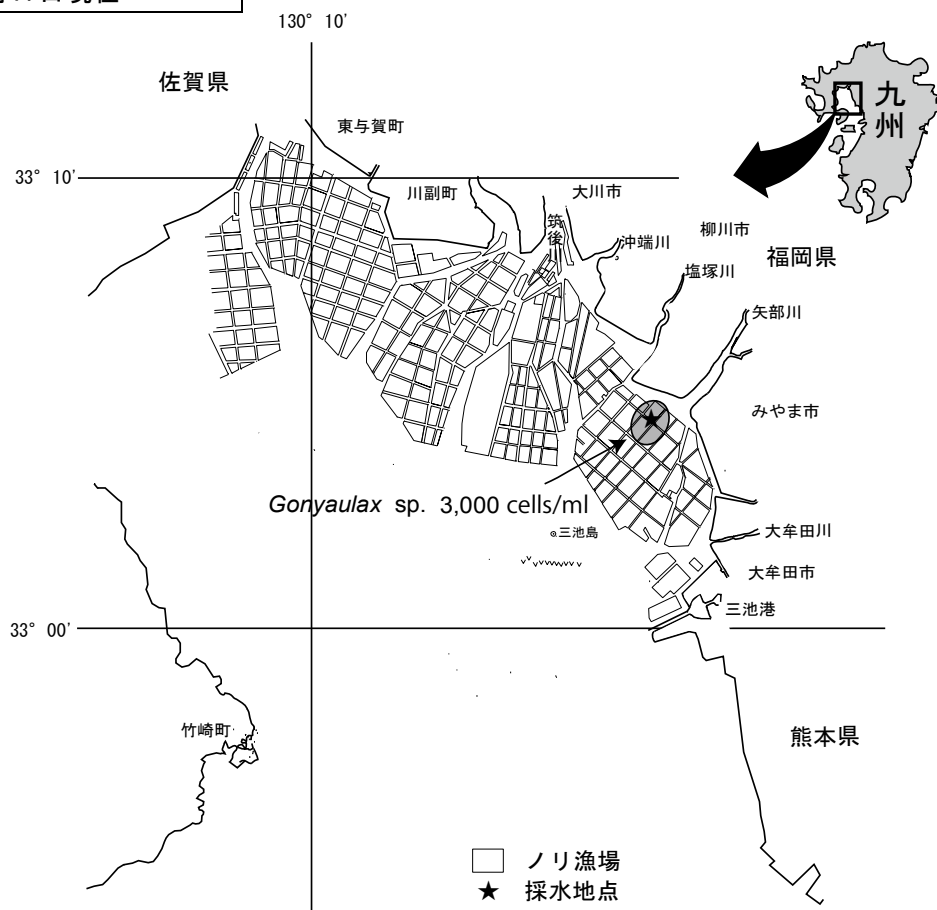 130° 10'
佐賀県
東与賀町
九州
33° 10'
川副町
大川市
筑後
沖端川
柳川市
福岡県
塩塚川
矢部川
みやま市
Gonyaulax sp. 3,000 cells/ml
三池島
大牟田川
大牟田市
三池港
33° 00'
竹崎町
熊本県
ノリ漁場
★ 採水地点